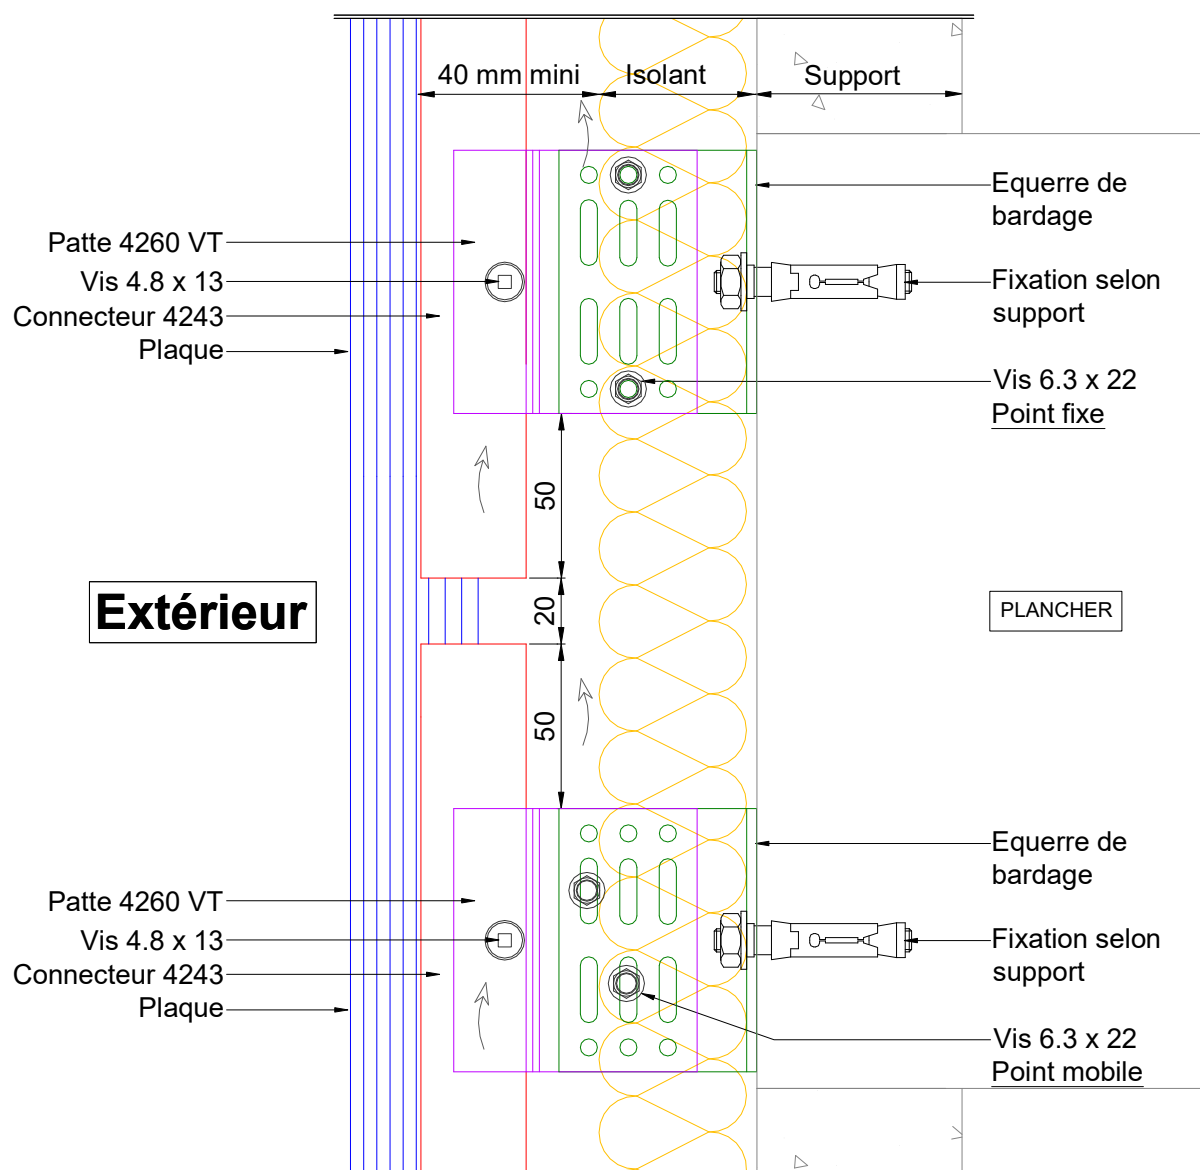 40 mm mini
Isolant
Support
Equerre de
bardage
Patte 4260 VT
Vis 4.8 x 13
Connecteur 4243
Plaque
Fixation selon
support
Vis 6.3 x 22
Point fixe
50
Extérieur
20
PLANCHER
50
Equerre de
bardage
Patte 4260 VT
Vis 4.8 x 13
Connecteur 4243
Plaque
Fixation selon
support
Vis 6.3 x 22
Point mobile